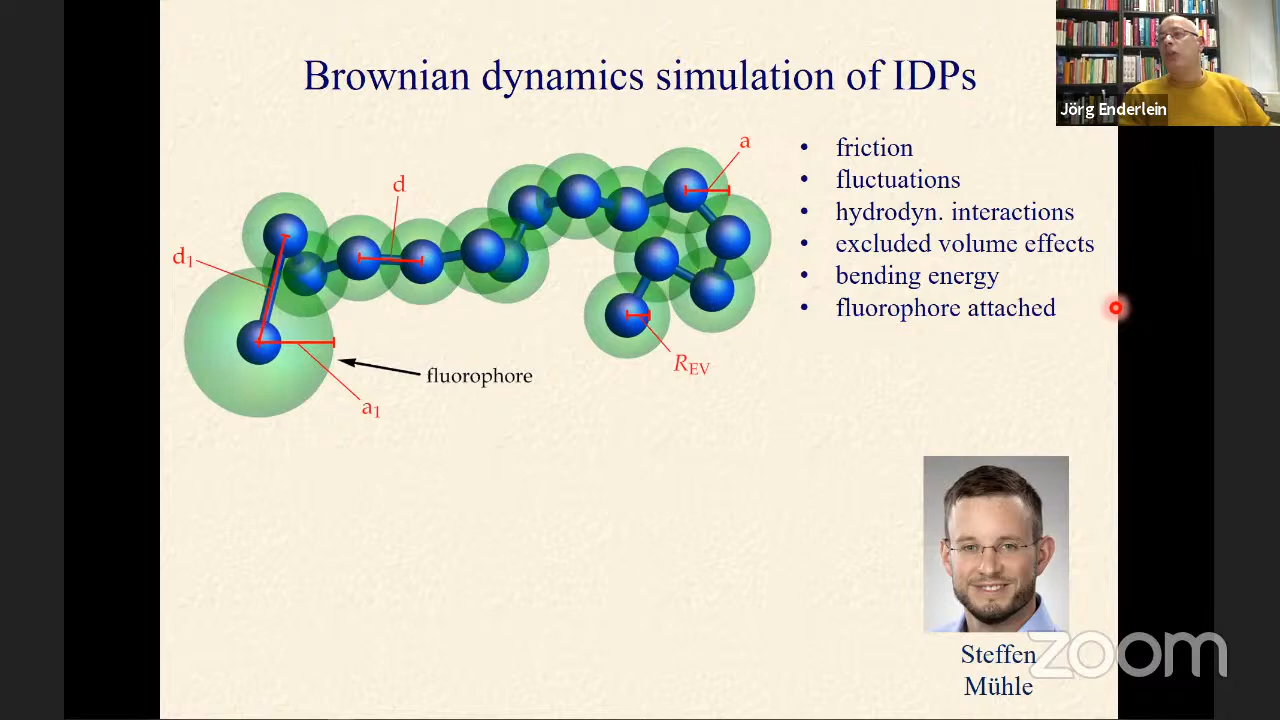 Brownian dynamics simulation of IDPs
Jörg Enderlein
a
d
d1
• friction
• fluctuations
• hydrodyn. interactions
• excluded volume effects
• bending energy
• fluorophore attached
REV
fluorophore
a1
Steffen
Mühle
zoom